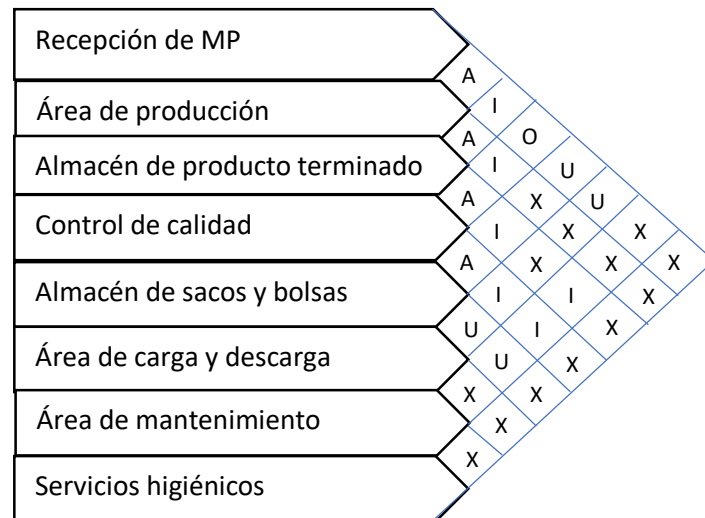 Recepción de MP
A
Área de producción
I
A O
Almacén de producto terminado
I U
A X U
Control de calidad
I X X
A X X X
Almacén de sacos y bolsas
I I X
U I X
Área de carga y descarga
U X
X X
Área de mantenimiento
X
X
Servicios higiénicos